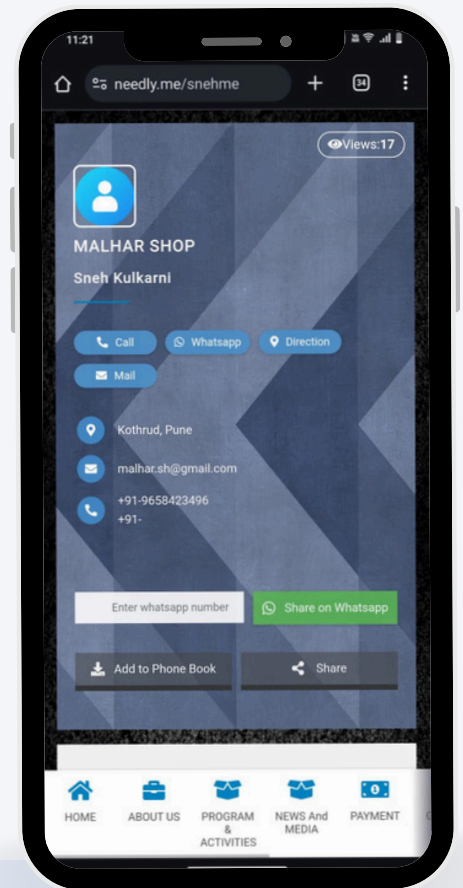 11:21
needly.me/snehme
34
Views:17
MALHAR SHOP
Sneh Kulkarni
Call
Whatsapp
Direction
Mail
Kothrud, Pune
malhar.sh@gmail.com
+91-9658423496
+91-
Enter whatsapp number
Share on Whatsapp
Add to Phone Book
Share
HOME
ABOUT US
PROGRAM
&
ACTIVITIES
NEWS And
MEDIA
PAYMENT